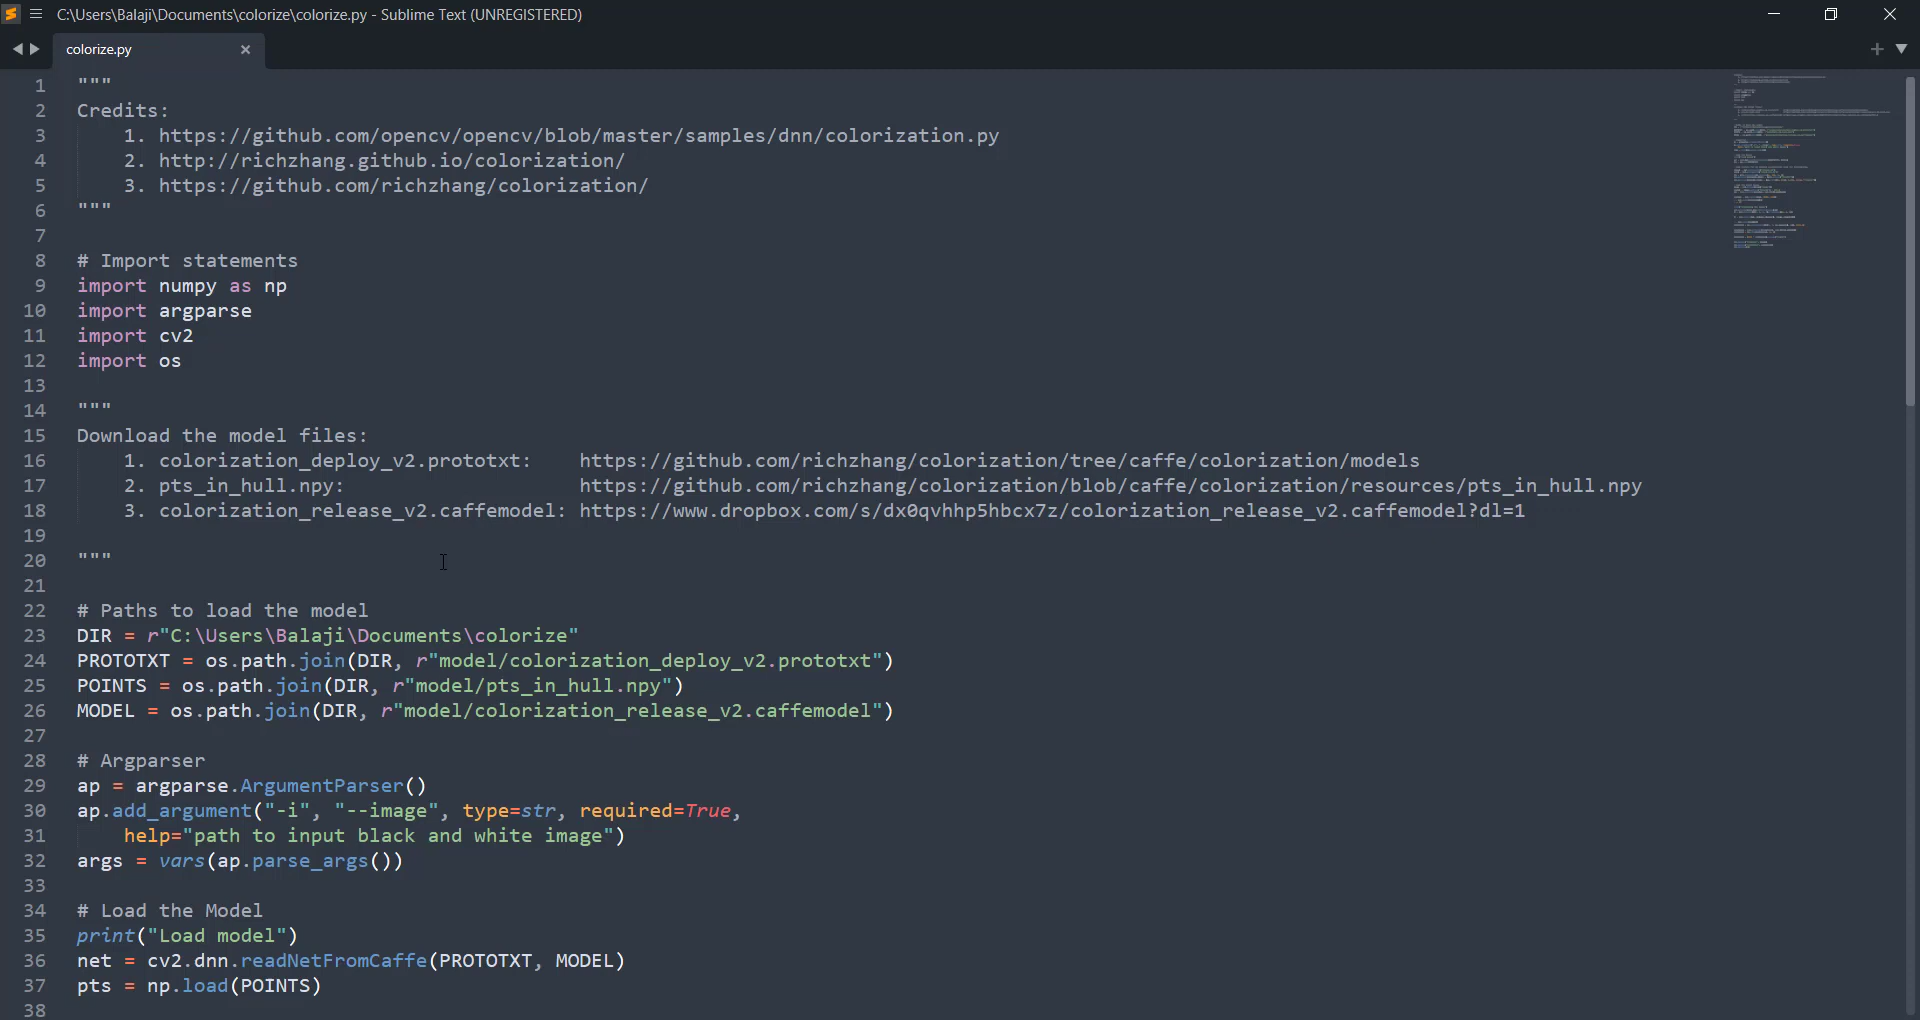 C:\Users\Balaji\Documents\colorize\colorize.py - Sublime Text (UNREGISTERED)
colorize.py
1 """
2 Credits:
3     1. https://github.com/opencv/opencv/blob/master/samples/dnn/colorization.py
4     2. http://richzhang.github.io/colorization/
5     3. https://github.com/richzhang/colorization/
6 """
7
8 # Import statements
9 import numpy as np
10 import argparse
11 import cv2
12 import os
13
14 """
15 Download the model files:
16     1. colorization_deploy_v2.prototxt:    https://github.com/richzhang/colorization/tree/caffe/colorization/models
17     2. pts_in_hull.npy:                    https://github.com/richzhang/colorization/blob/caffe/colorization/resources/pts_in_hull.npy
18     3. colorization_release_v2.caffemodel: https://www.dropbox.com/s/dx0qvhhp5hbcx7z/colorization_release_v2.caffemodel?dl=1
19
20 """
21
22 # Paths to load the model
23 DIR = r"C:\Users\Balaji\Documents\colorize"
24 PROTOTXT = os.path.join(DIR, r"model/colorization_deploy_v2.prototxt")
25 POINTS = os.path.join(DIR, r"model/pts_in_hull.npy")
26 MODEL = os.path.join(DIR, r"model/colorization_release_v2.caffemodel")
27
28 # Argparser
29 ap = argparse.ArgumentParser()
30 ap.add_argument("-i", "--image", type=str, required=True,
31     help="path to input black and white image")
32 args = vars(ap.parse_args())
33
34 # Load the Model
35 print("Load model")
36 net = cv2.dnn.readNetFromCaffe(PROTOTXT, MODEL)
37 pts = np.load(POINTS)
38